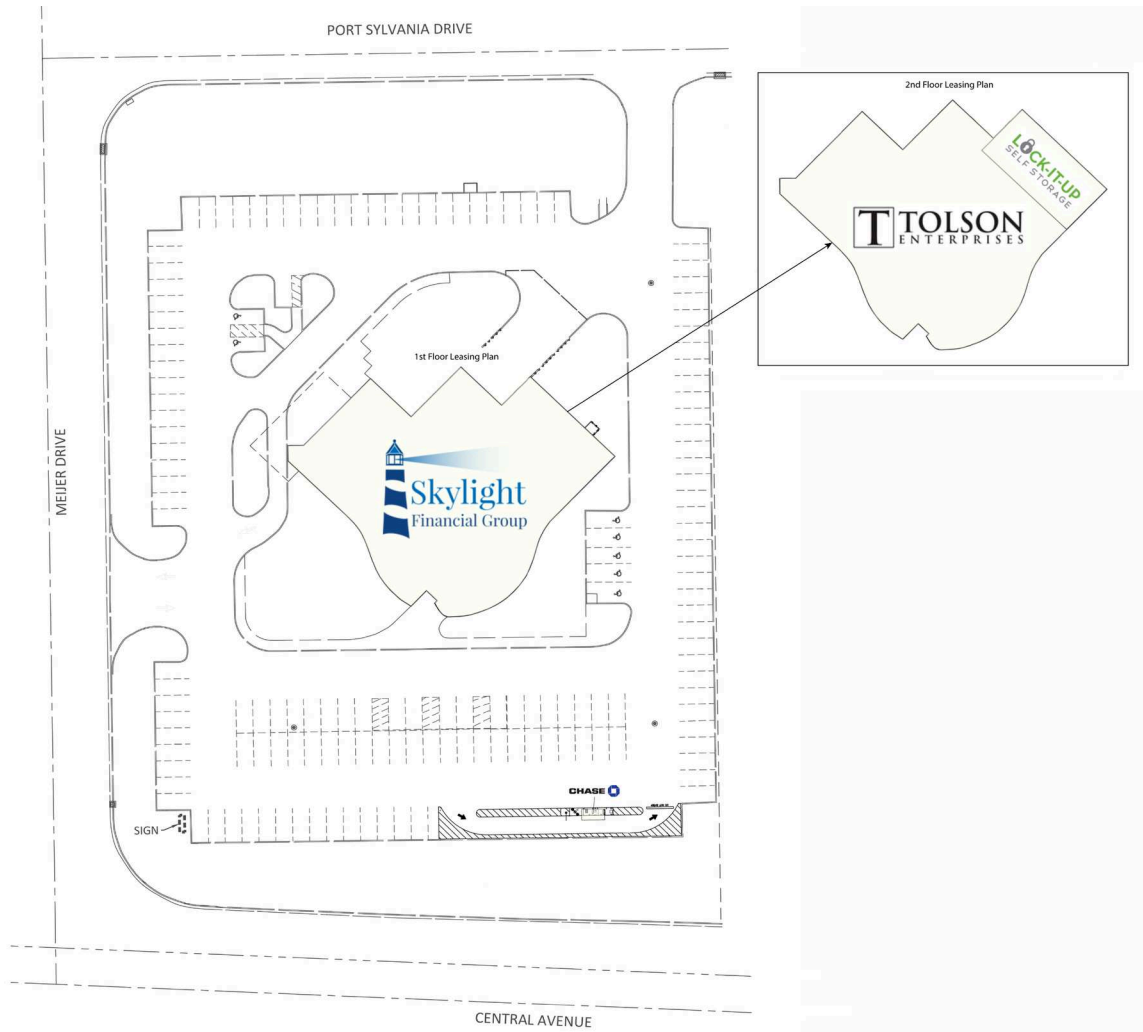 PORT SYLVANIA DRIVE
2nd Floor Leasing Plan
LOCK-IT-UP
SELF STORAGE
T TOLSON
ENTERPRISES
1st Floor Leasing Plan
MEIJER DRIVE
Skylight
Financial Group
CHASE
SIGN
CENTRAL AVENUE